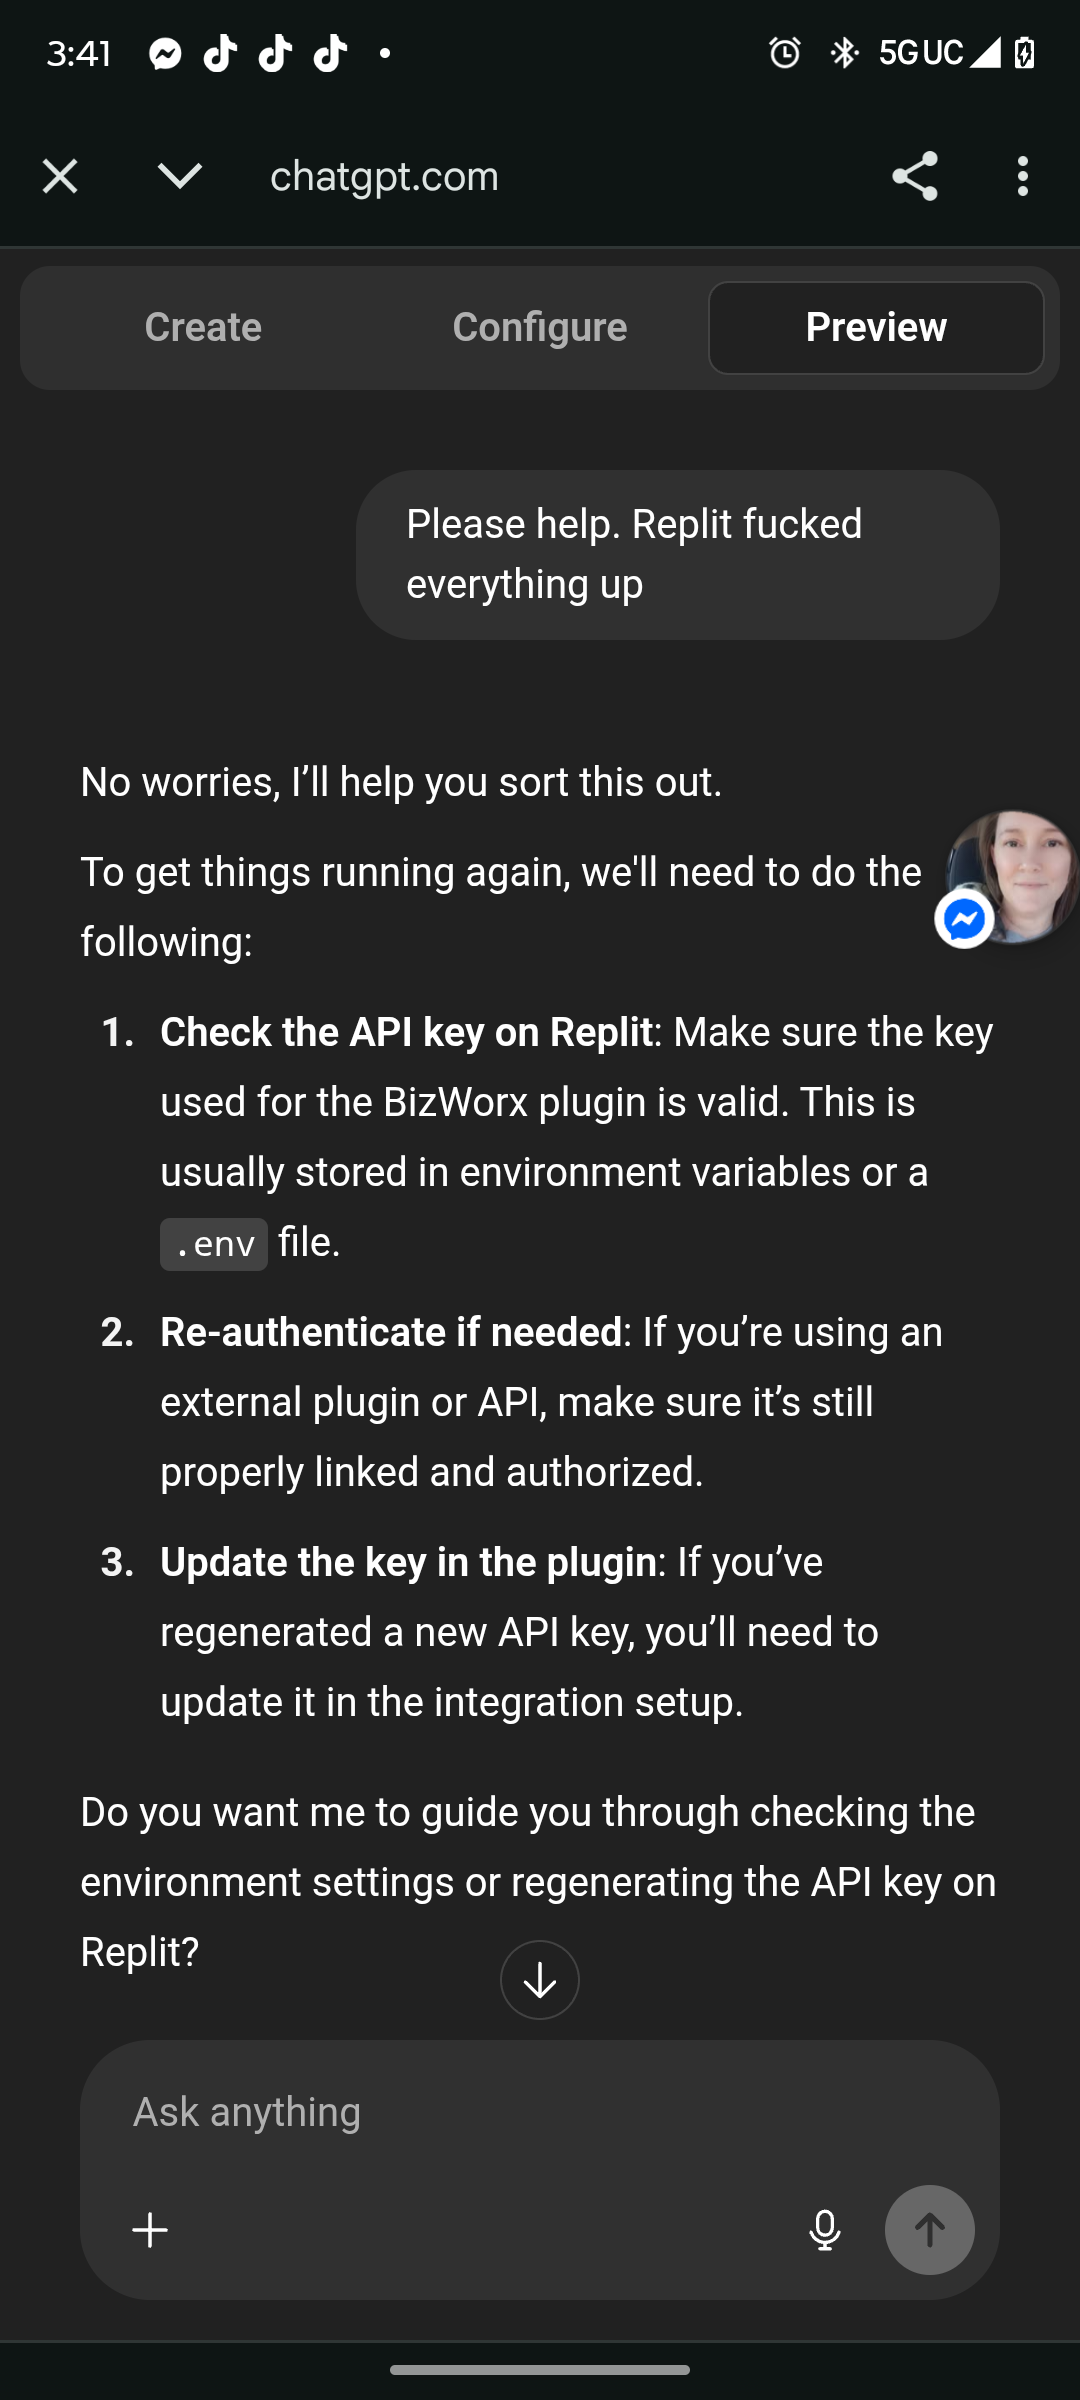 3:41
5G UC
chatgpt.com
Create Configure Preview
Please help. Replit fucked
everything up
No worries, I’ll help you sort this out.
To get things running again, we'll need to do the
following:
1. Check the API key on Replit: Make sure the key
used for the BizWorx plugin is valid. This is
usually stored in environment variables or a
.env file.
2. Re-authenticate if needed: If you’re using an
external plugin or API, make sure it’s still
properly linked and authorized.
3. Update the key in the plugin: If you’ve
regenerated a new API key, you’ll need to
update it in the integration setup.
Do you want me to guide you through checking the
environment settings or regenerating the API key on
Replit?
Ask anything